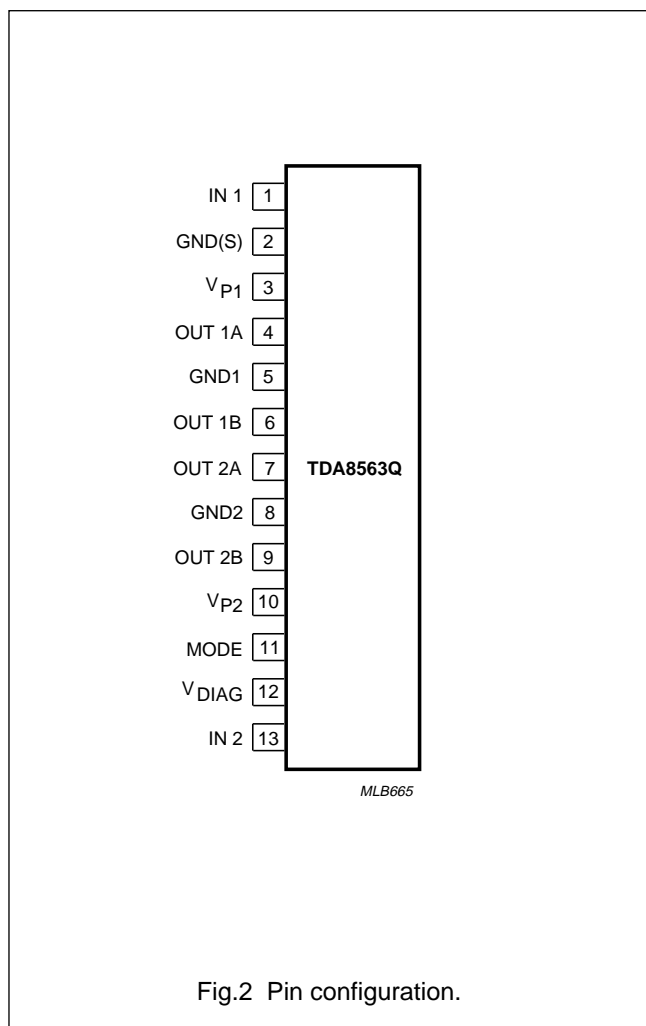 IN 1 1
GND(S) 2
VP1 3
OUT 1A 4
GND1 5
OUT 1B 6
OUT 2A 7 TDA8563Q
GND2 8
OUT 2B 9
VP2 10
MODE 11
VDIAG 12
IN 2 13
MLB665
Fig.2 Pin configuration.